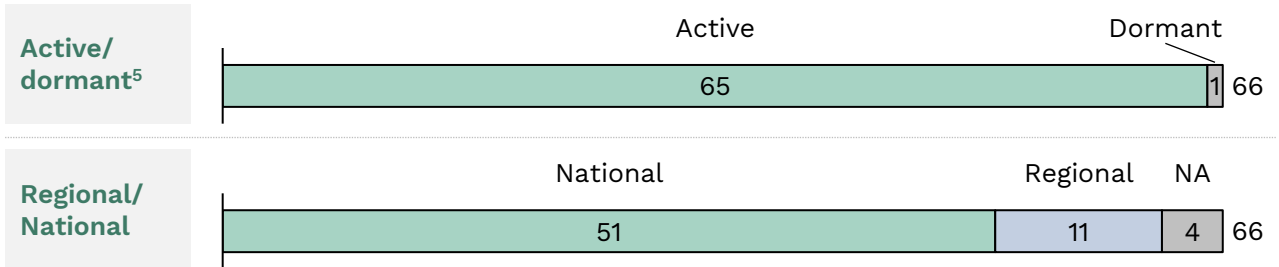 Active/
dormant⁵
Active
Dormant
65
1
66
Regional/
National
National
Regional
NA
51
11
4
66